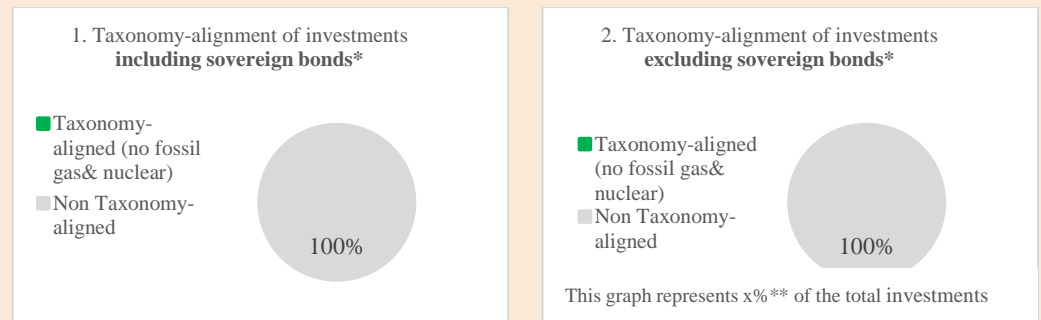 1. Taxonomy-alignment of investments
including sovereign bonds*
Taxonomy-
aligned (no fossil
gas& nuclear)
Non Taxonomy-
aligned
100%
2. Taxonomy-alignment of investments
excluding sovereign bonds*
Taxonomy-aligned
(no fossil gas&
nuclear)
Non Taxonomy-
aligned
100%
This graph represents x%** of the total investments